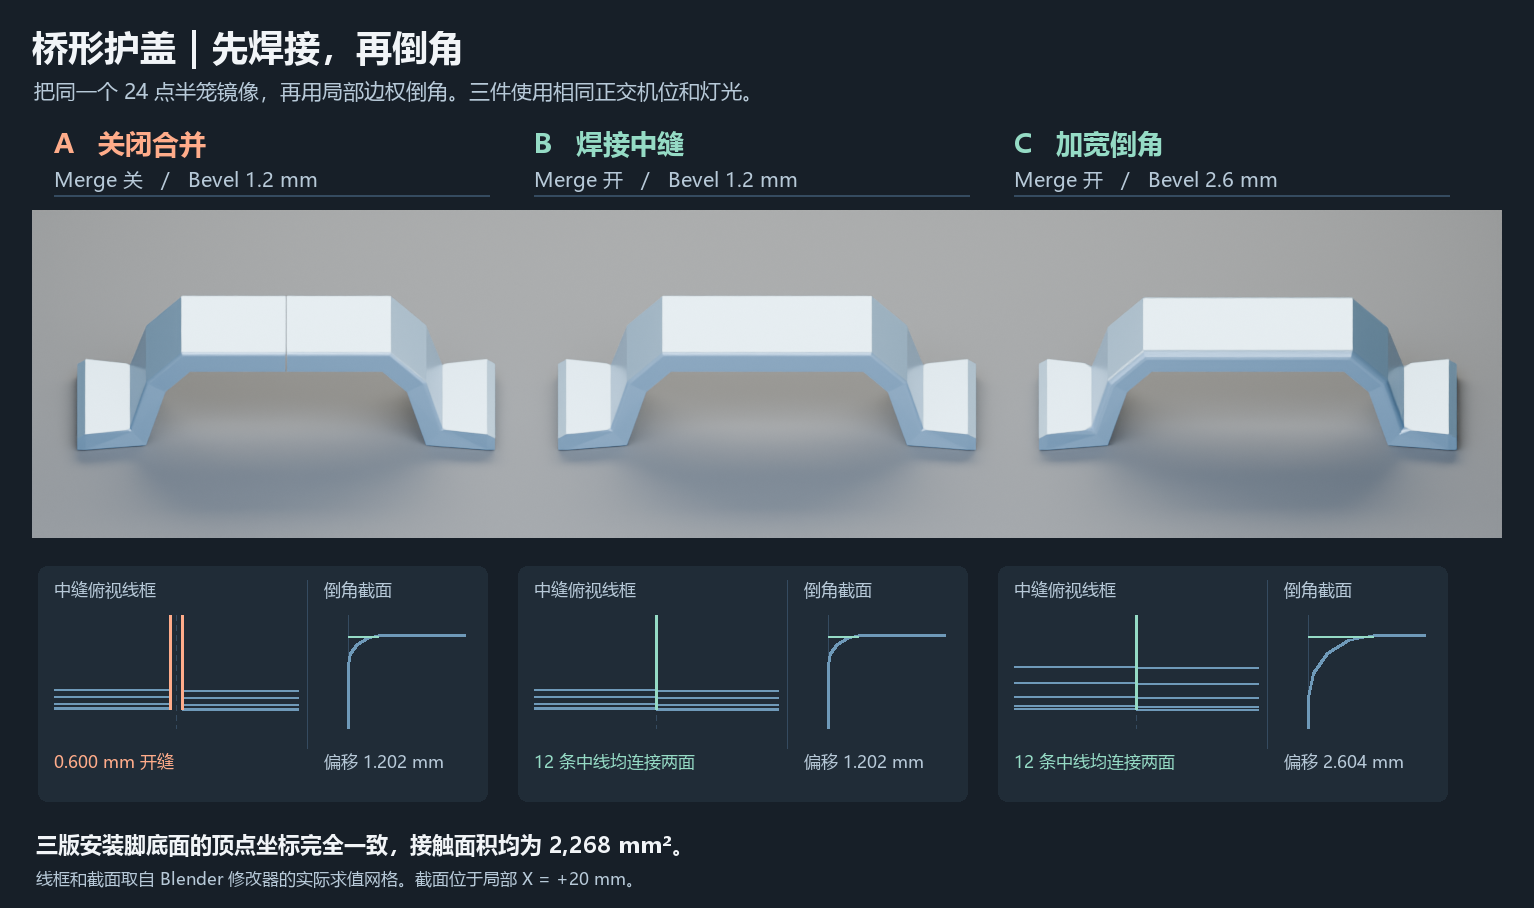 桥形护盖 | 先焊接，再倒角
把同一个 24 点半笼镜像，再用局部边权倒角。三件使用相同正交机位和灯光。
A 关闭合并
Merge 关 / Bevel 1.2 mm
B 焊接中缝
Merge 开 / Bevel 1.2 mm
C 加宽倒角
Merge 开 / Bevel 2.6 mm
中缝俯视线框
倒角截面
0.600 mm 开缝
偏移 1.202 mm
中缝俯视线框
倒角截面
12 条中线均连接两面
偏移 1.202 mm
中缝俯视线框
倒角截面
12 条中线均连接两面
偏移 2.604 mm
三版安装脚底面的顶点坐标完全一致，接触面积均为 2,268 mm²。
线框和截面取自 Blender 修改器的实际求值网格。截面位于局部 X = +20 mm。